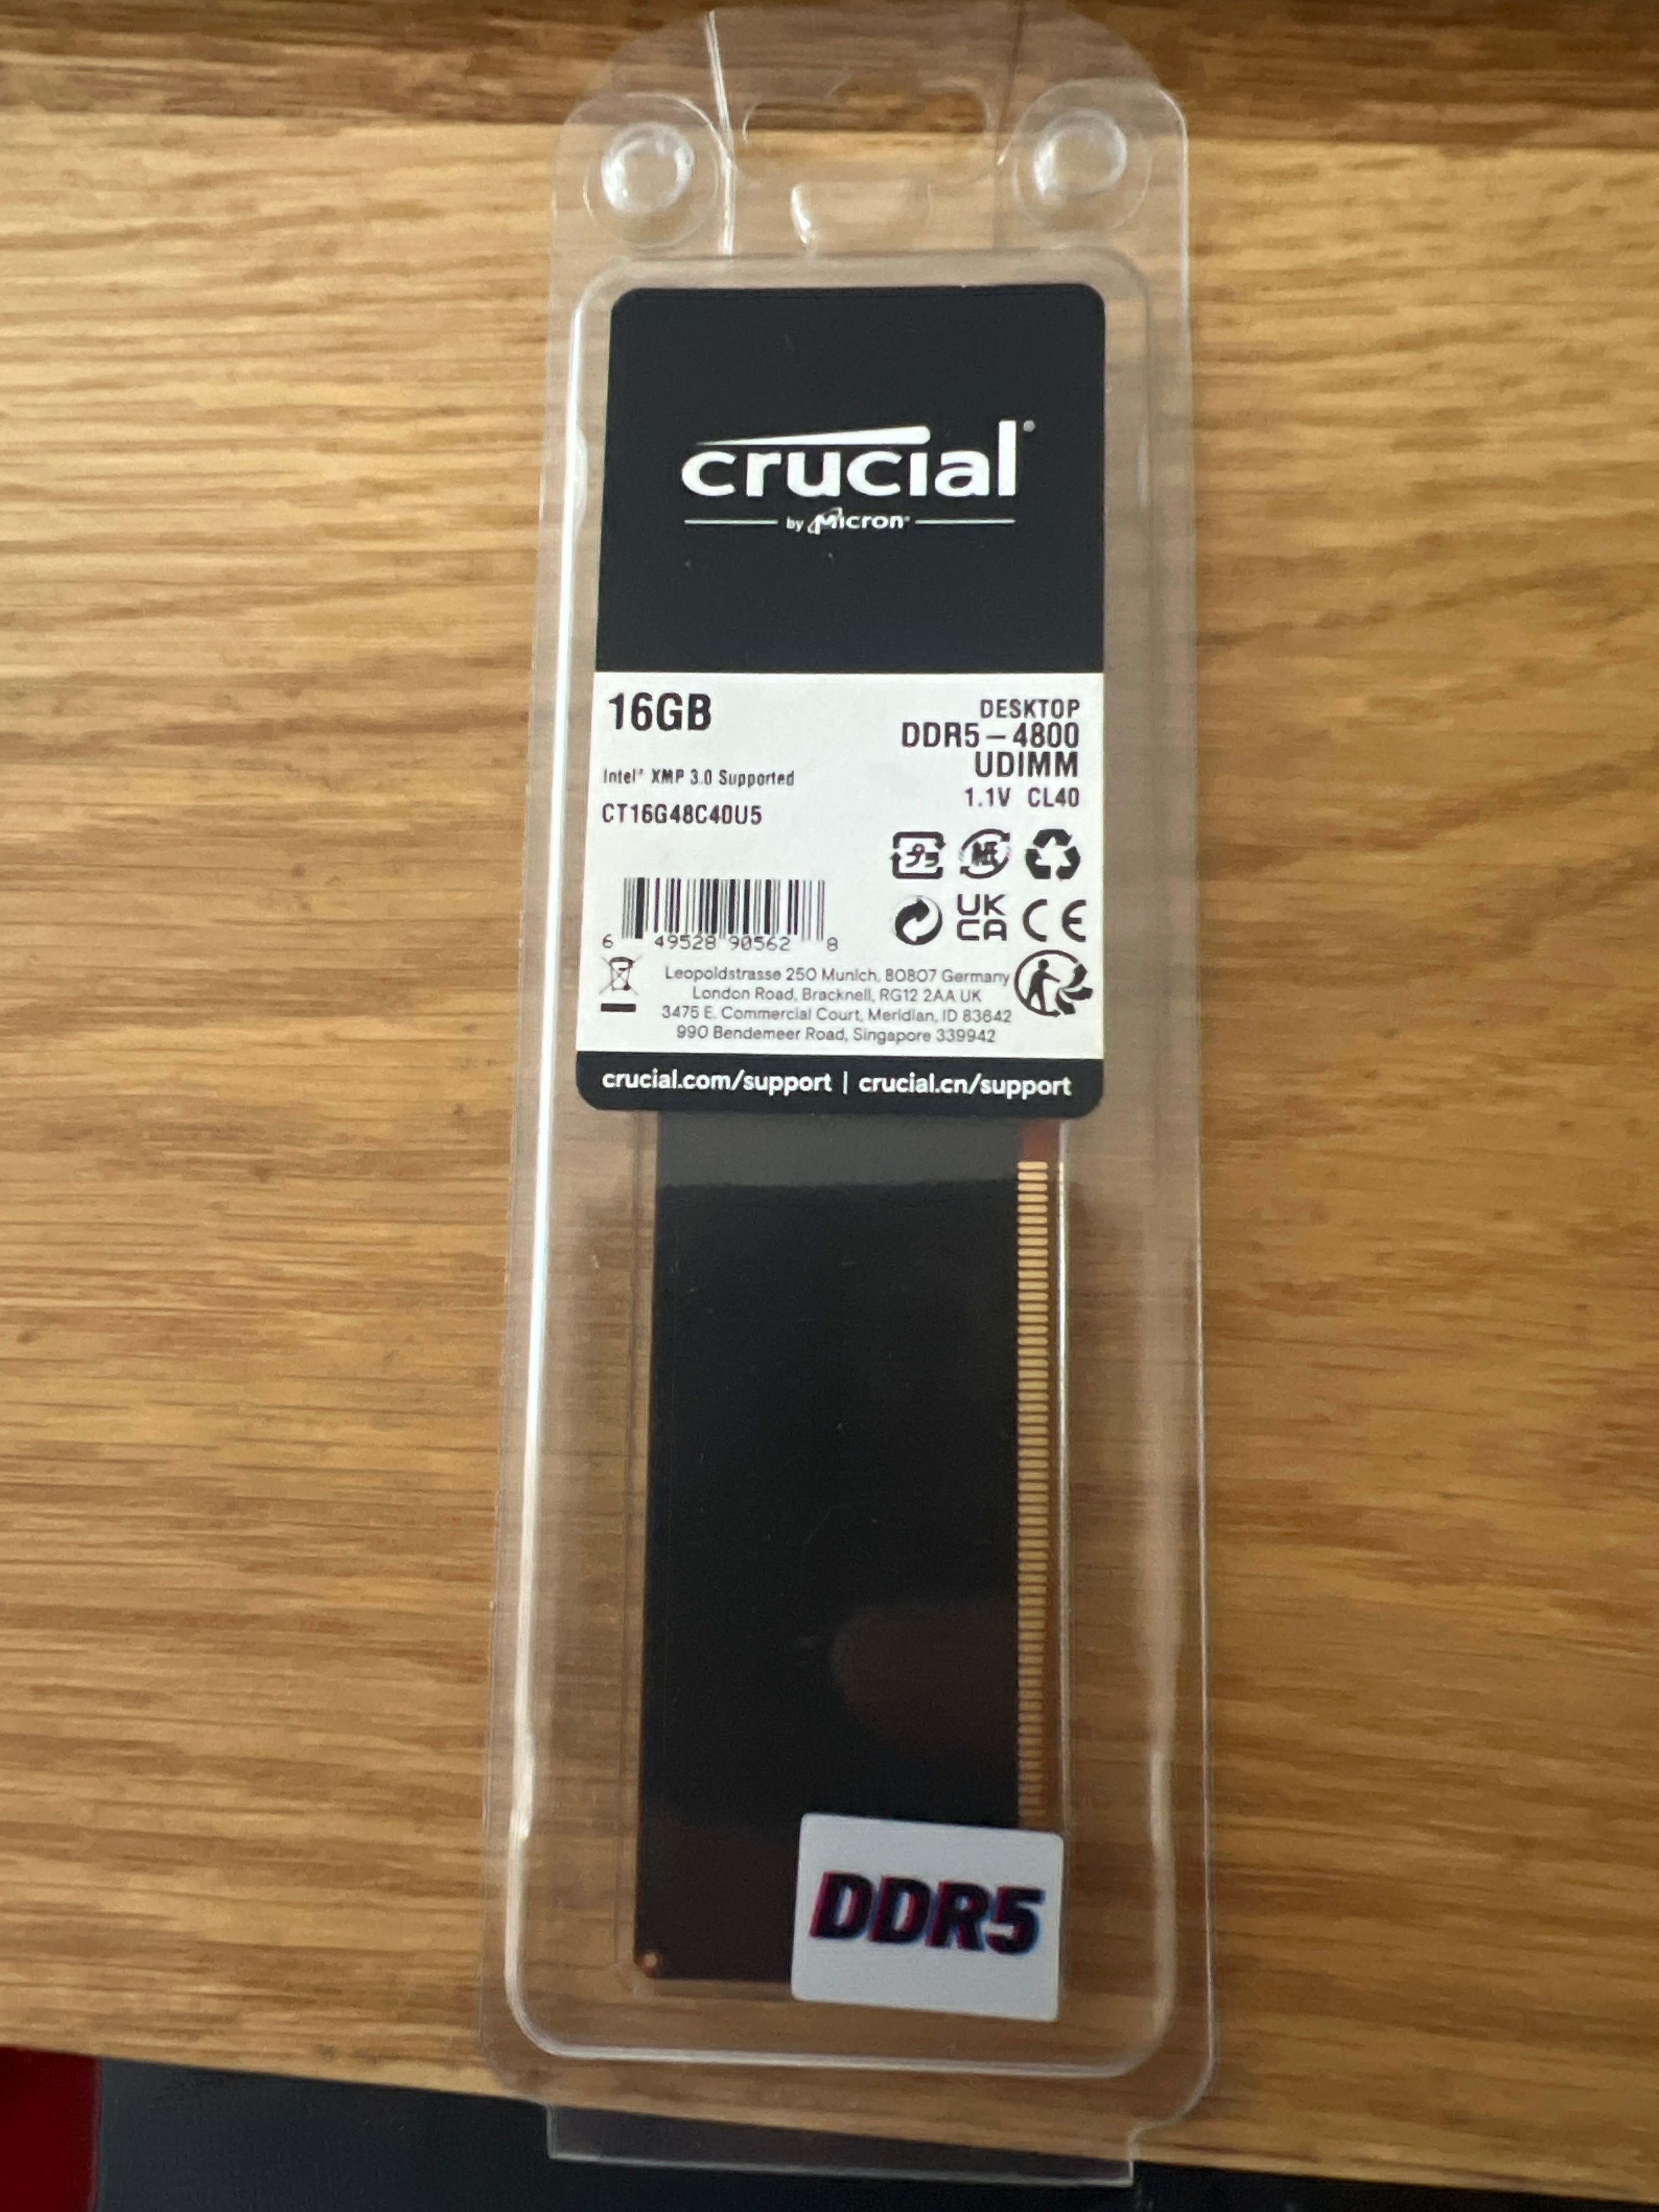 crucial®
by Micron®
16GB
DESKTOP
DDR5-4800
UDIMM
Intel® XMP 3.0 Supported
1.1V CL40
CT16G48C40U5
UK
CA CE
6 49528 90562 8
Leopoldstrasse 250 Munich, 80807 Germany
London Road, Bracknell, RG12 2AA UK
3475 E. Commercial Court, Meridian, ID 83642
990 Bendemeer Road, Singapore 339942
crucial.com/support | crucial.cn/support
DDR5